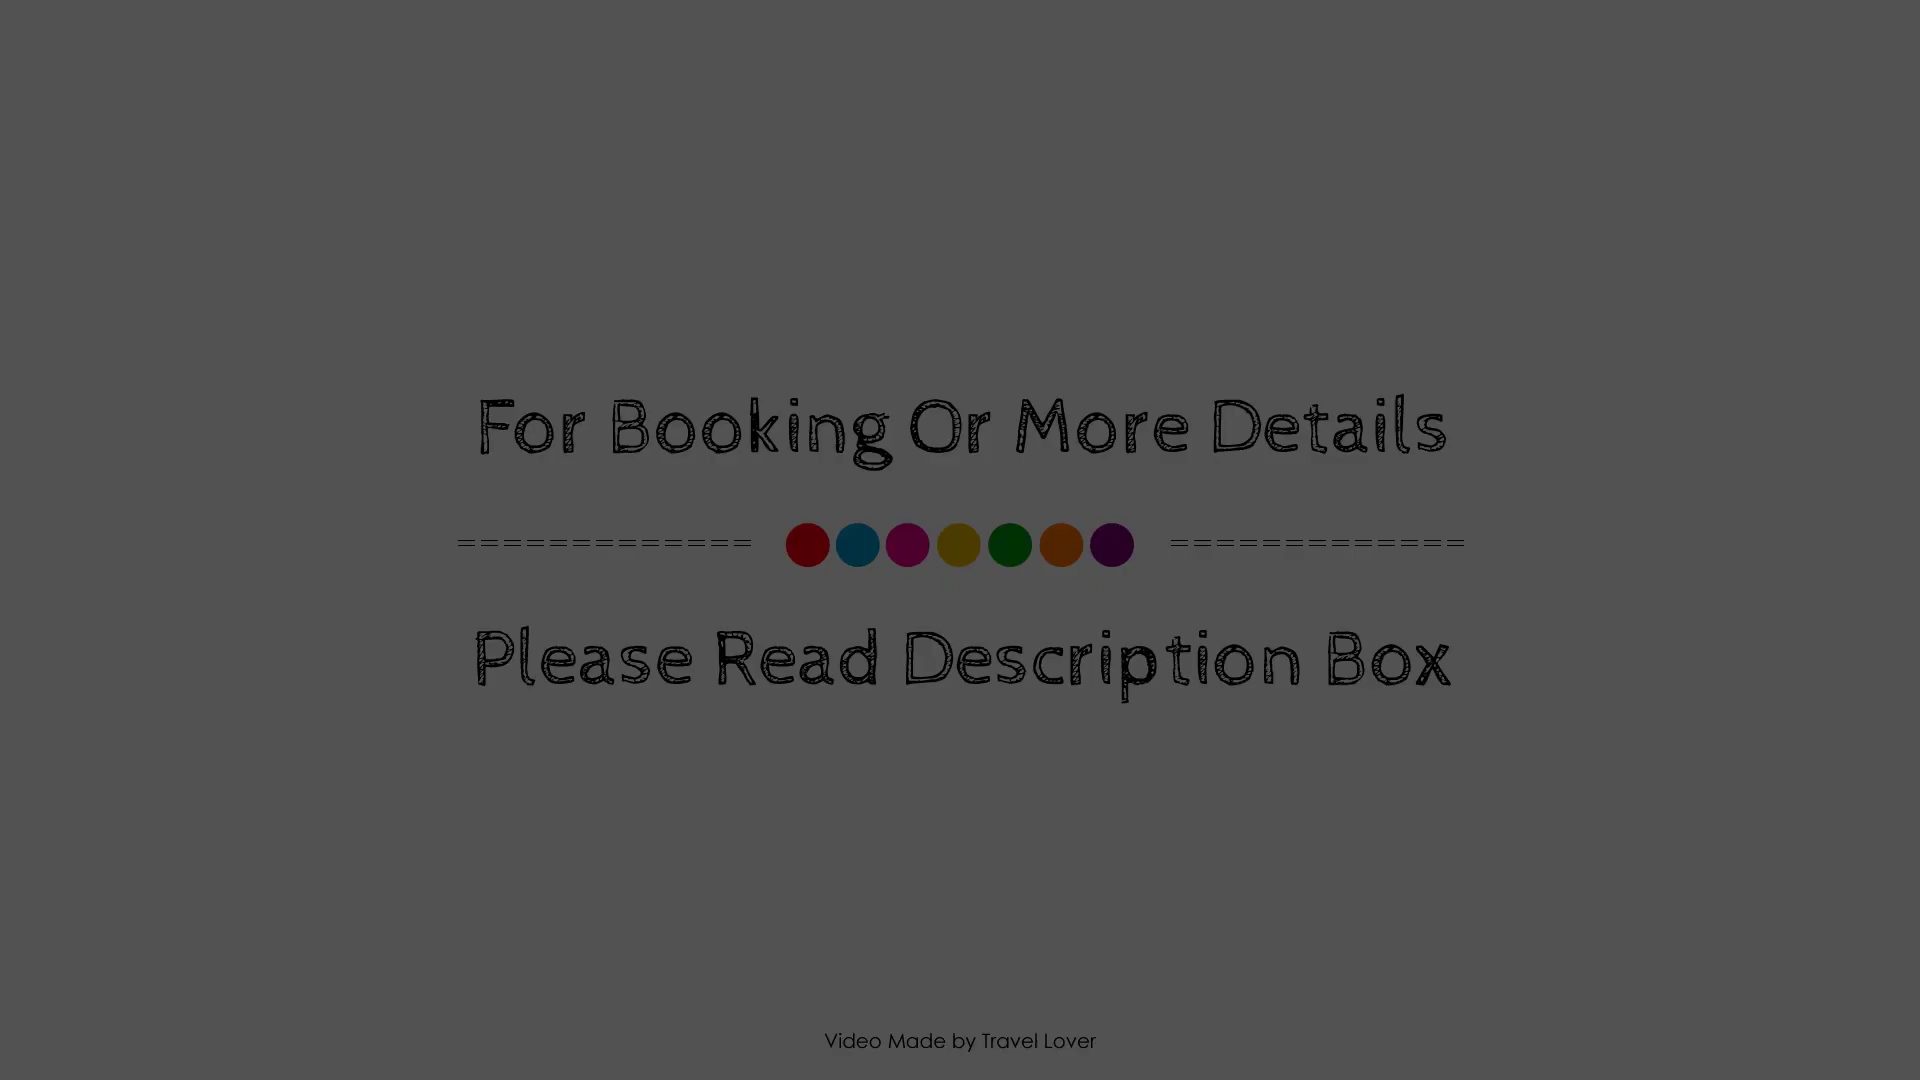 For Booking Or More Details
============= =============
Please Read Description Box
Video Made by Travel Lover